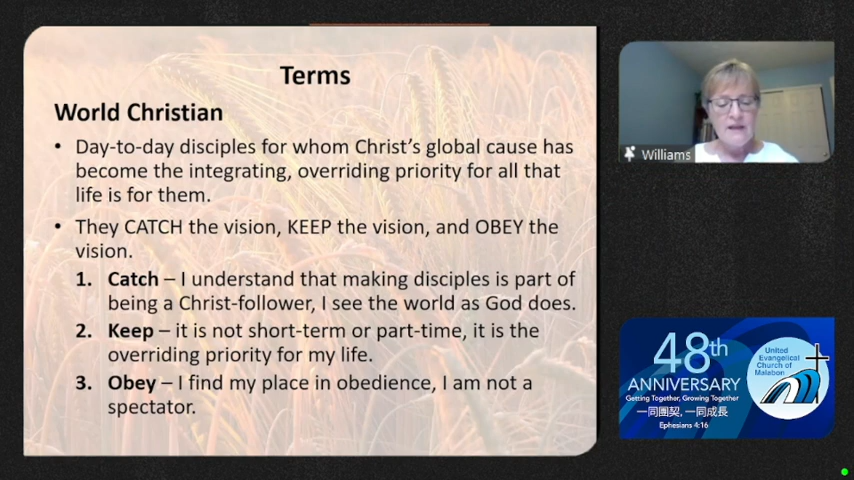 Terms
World Christian
• Day-to-day disciples for whom Christ's global cause has
become the integrating, overriding priority for all that
life is for them.
• They CATCH the vision, KEEP the vision, and OBEY the
vision.
1. Catch – I understand that making disciples is part of
being a Christ-follower, I see the world as God does.
2. Keep – it is not short-term or part-time, it is the
overriding priority for my life.
3. Obey – I find my place in obedience, I am not a
spectator.
Williams
48th
ANNIVERSARY
Getting Together, Growing Together
一同團契, 一同成長
Ephesians 4:16
United
Evangelical
Church of
Malabon